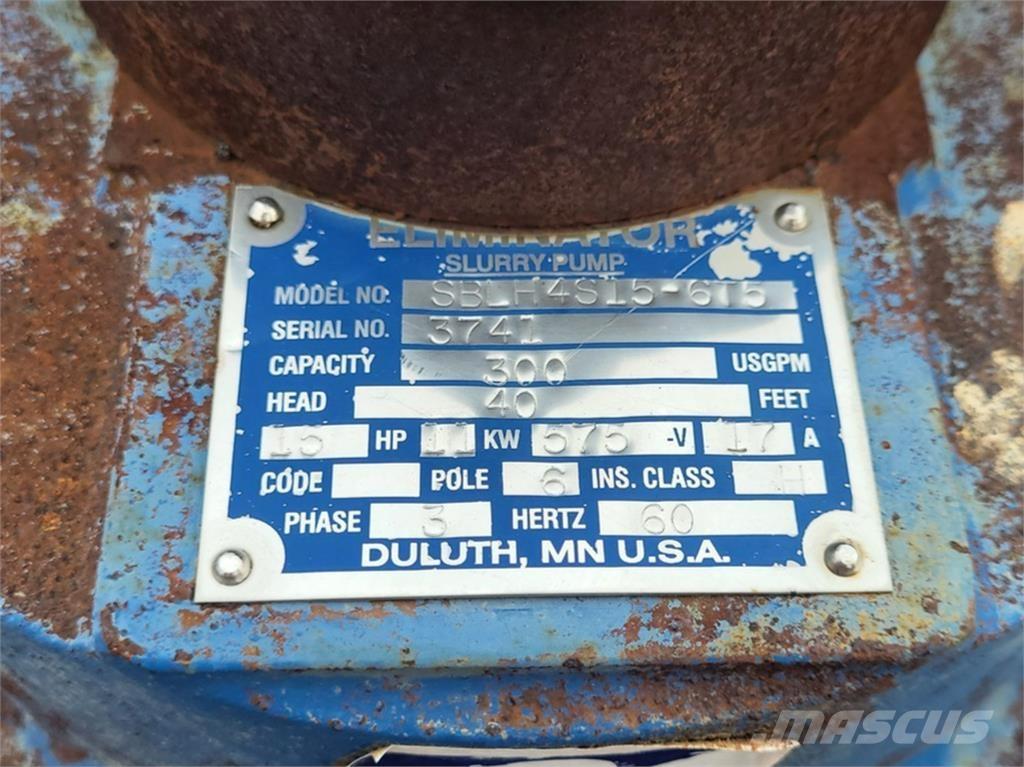 ELIMINATOR
SLURRY PUMP
MODEL NO. SBLH4S15-6T5
SERIAL NO. 3741
CAPACITY 300 USGPM
HEAD 40 FEET
15 HP 11 KW 575 -V 17 A
CODE POLE 6 INS. CLASS H
PHASE 3 HERTZ 60
DULUTH, MN U.S.A.
MASCUS